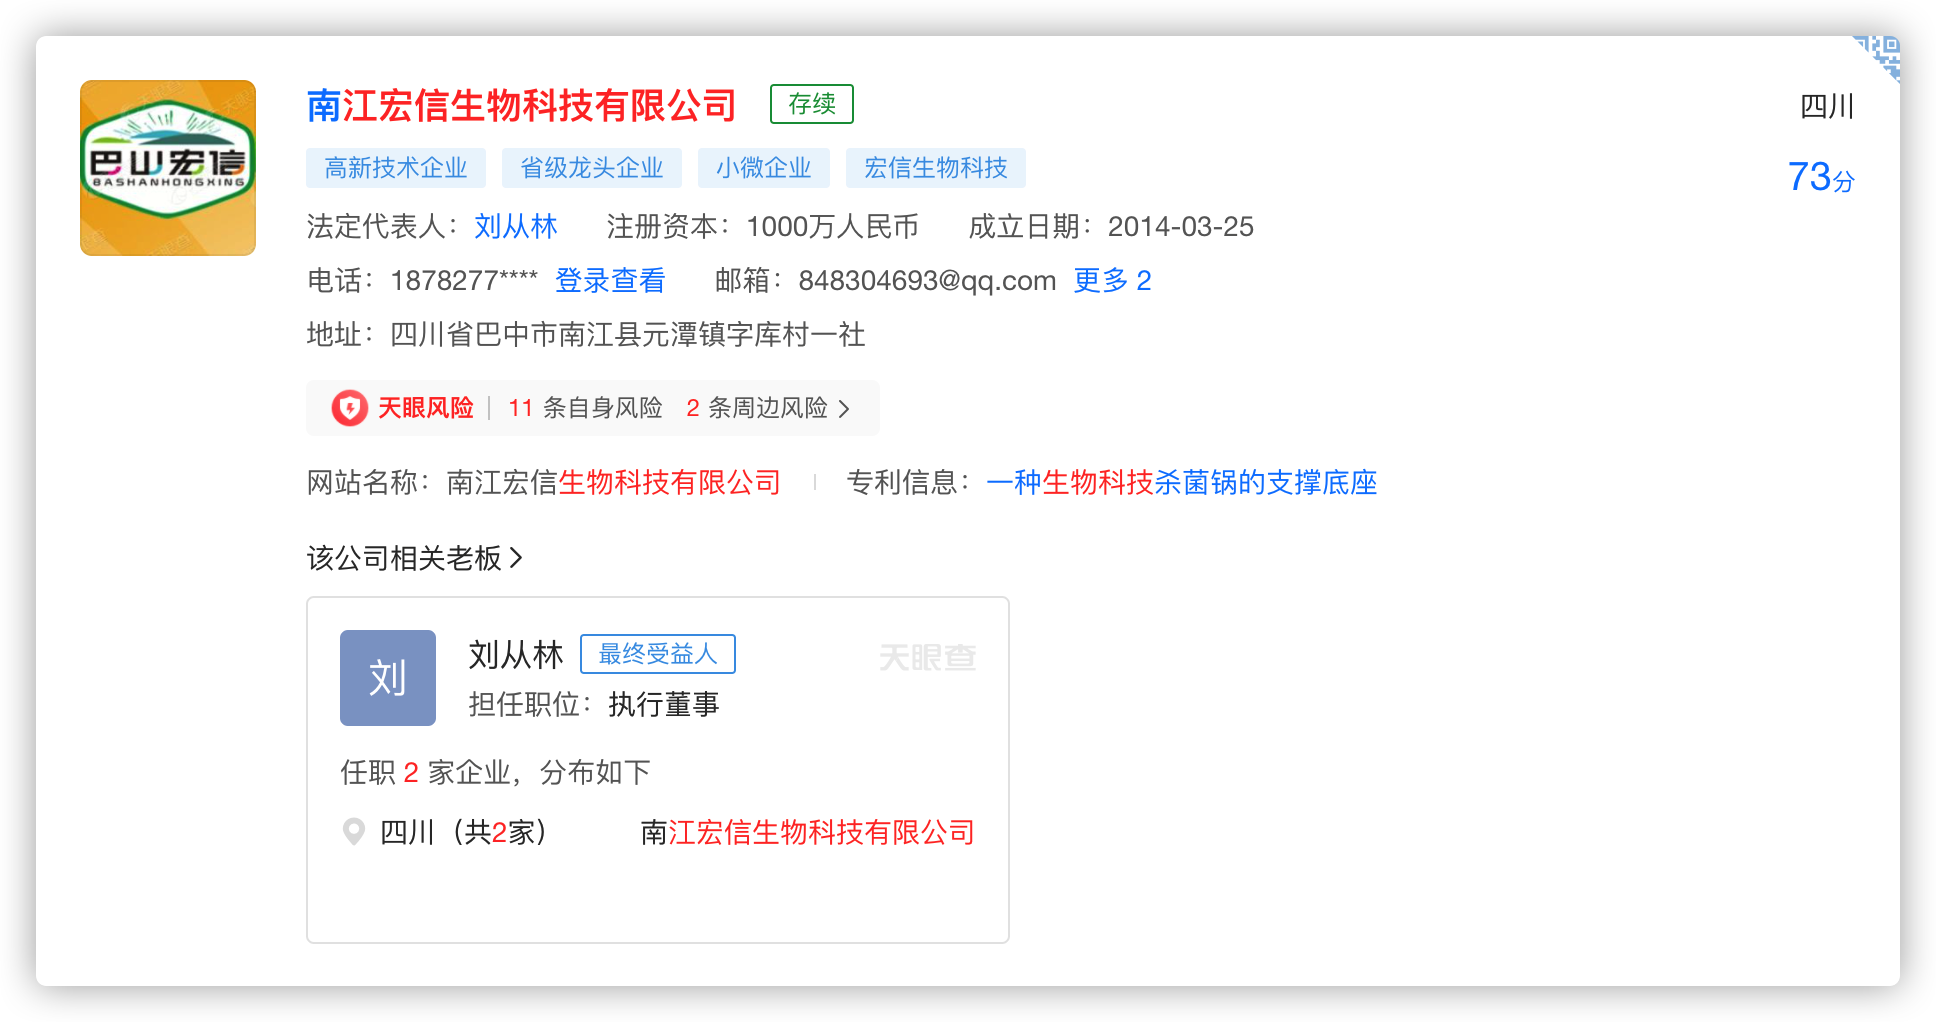 巴山宏信
BASHANHONGXING
南江宏信生物科技有限公司 存续 四川
高新技术企业 省级龙头企业 小微企业 宏信生物科技 73分
法定代表人：刘从林 注册资本：1000万人民币 成立日期：2014-03-25
电话：1878277**** 登录查看 邮箱：848304693@qq.com 更多 2
地址：四川省巴中市南江县元潭镇字库村一社
天眼风险 11 条自身风险 2 条周边风险
网站名称：南江宏信生物科技有限公司 专利信息：一种生物科技杀菌锅的支撑底座
该公司相关老板
刘 刘从林 最终受益人 天眼查
担任职位：执行董事
任职 2 家企业，分布如下
四川（共2家） 南江宏信生物科技有限公司